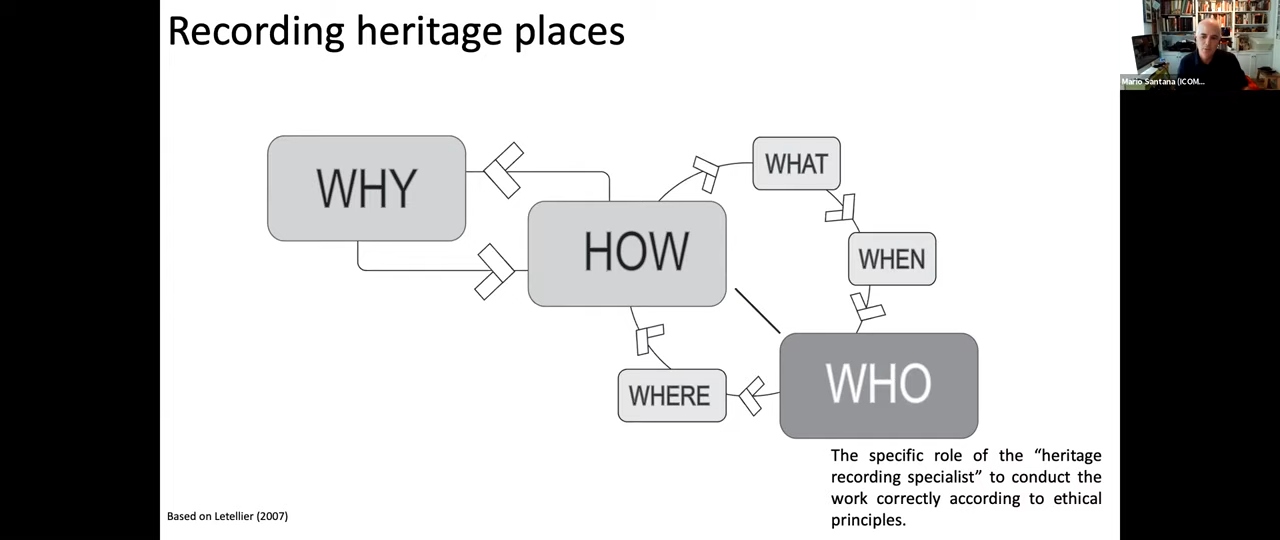 Recording heritage places
Mario Santana (ICOM...
WHY
WHAT
HOW
WHEN
WHO
WHERE
The specific role of the “heritage
recording specialist” to conduct the
work correctly according to ethical
principles.
Based on Letellier (2007)